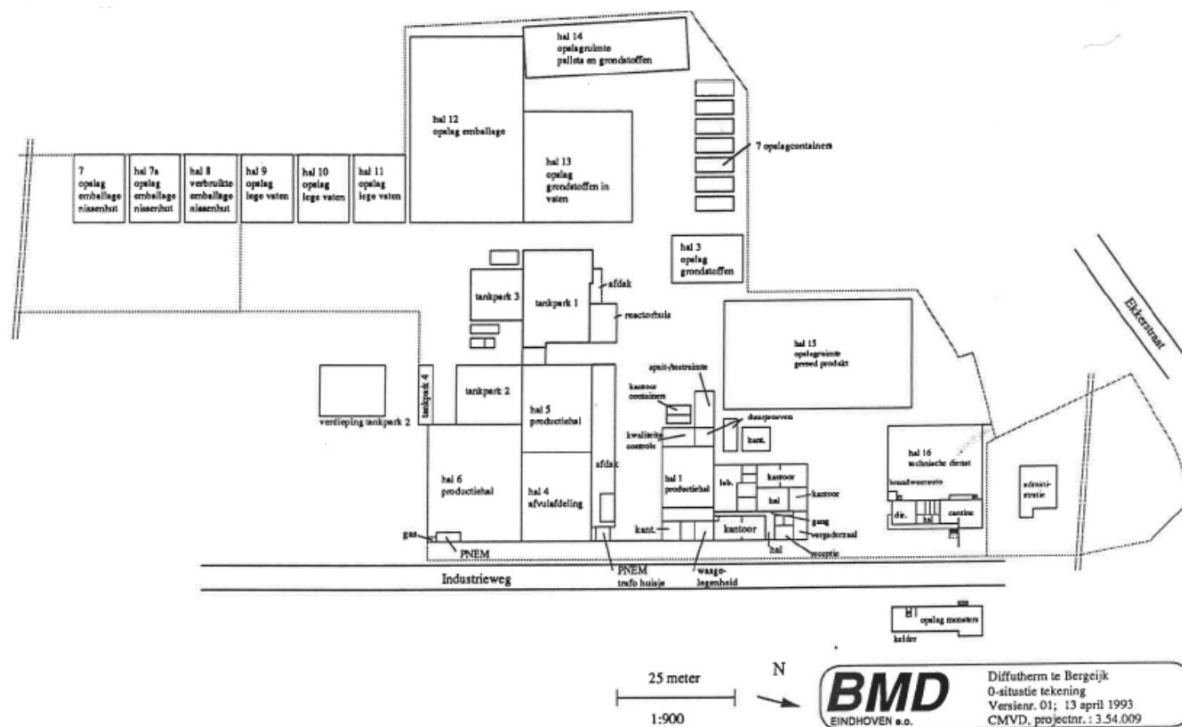 hal 14
opslagruimte
pallets en grondstoffen
hal 12
opslag emballage
7 opslagcontainers
7
opslag
emballage
nissenhut
hal 7a
opslag
emballage
nissenhut
hal 8
verbruikte
emballage
nissenhut
hal 9
opslag
lege vaten
hal 10
opslag
lege vaten
hal 11
opslag
lege vaten
hal 13
opslag
grondstoffen in
vaten
hal 3
opslag
grondstoffen
Ekkerstraat
tankpark 3
tankpark 1
afdak
reactorhuis
hal 15
opslagruimte
gereed produkt
spuit-/testruimte
kantoor
containers
tankpark 4
tankpark 2
verdieping tankpark 2
hal 5
productiehal
duurproeven
kwaliteits
controle
kant.
hal 16
technische dienst
afdak
hal 6
productiehal
hal 4
afvulafdeling
hal 1
productiehal
lab.
kantoor
hal
kantoor
brandweerauto
dir.
hal
cantine
admini-
stratie
gas
PNEM
kant.
kantoor
gang
vergaderzaal
hal
receptie
PNEM
trafo huisje
waage-
legenheid
Industrieweg
opslag monsters
kelder
25 meter
N
1:900
BMD
EINDHOVEN e.o.
Diffutherm te Bergeijk
0-situatie tekening
Versienr. 01; 13 april 1993
CMVD, projectnr. : 3.54.009